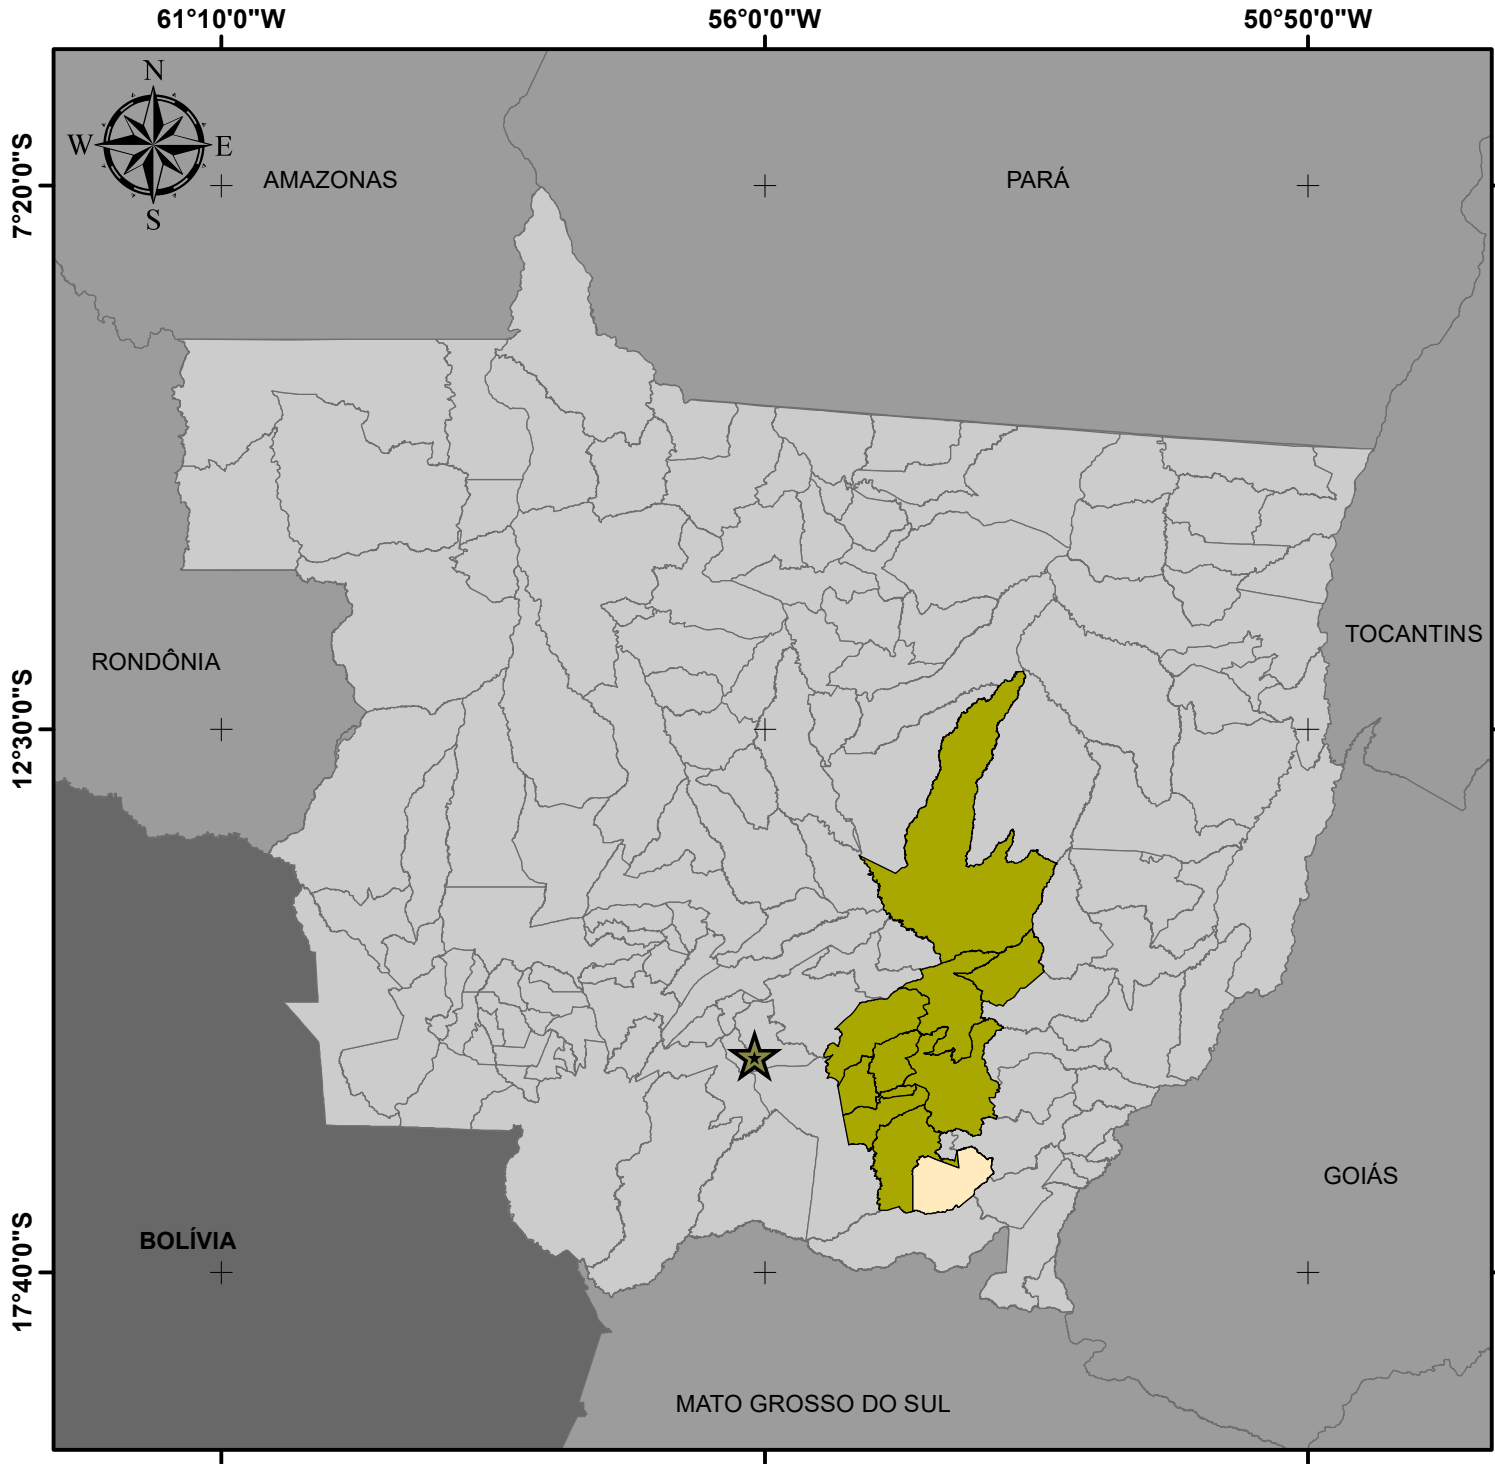 61°10'0"W 56°0'0"W 50°50'0"W
N
W E
S
AMAZONAS
PARÁ
7°20'0"S
TOCANTINS
RONDÔNIA
12°30'0"S
GOIÁS
BOLÍVIA
17°40'0"S
MATO GROSSO DO SUL